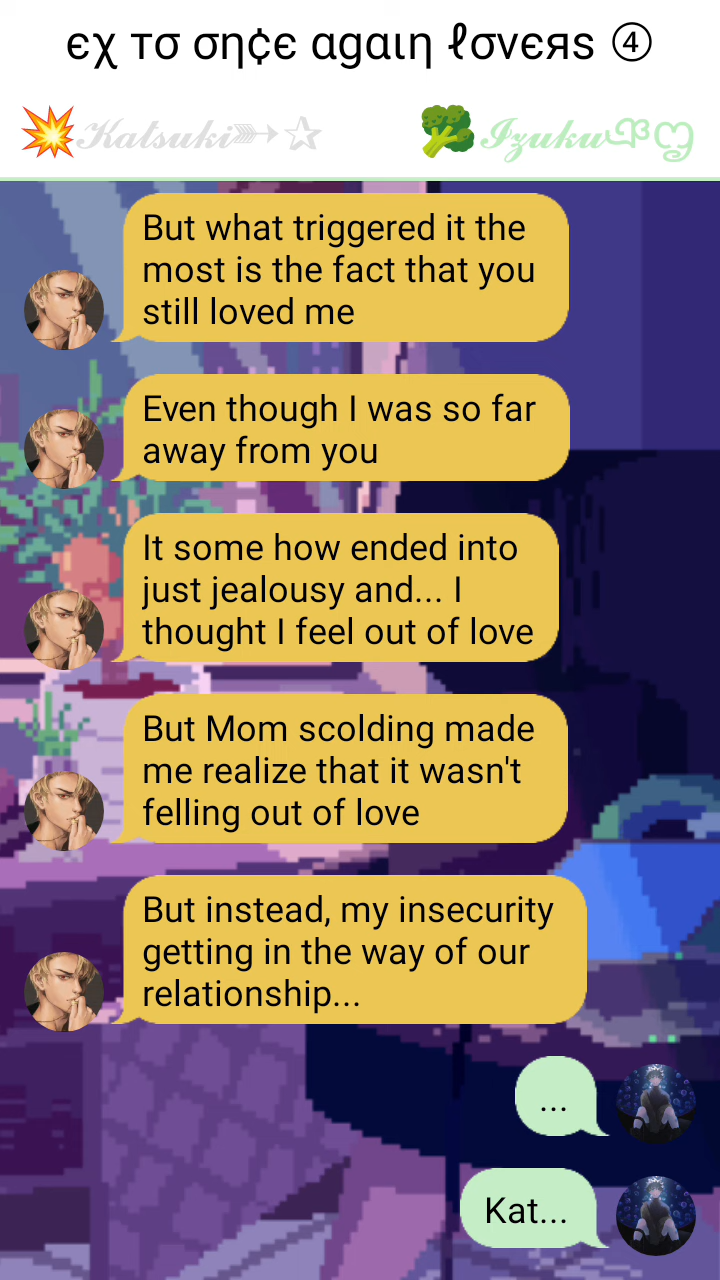 єχ тσ ση¢є αgαιη ℓσνєяѕ ④
💥𝒦𝒶𝓉𝓈𝓊𝓀𝒾➳☆
🥦ℐ𝓏𝓊𝓀𝓊ঞღ
But what triggered it the
most is the fact that you
still loved me
Even though I was so far
away from you
It some how ended into
just jealousy and... I
thought I feel out of love
But Mom scolding made
me realize that it wasn't
felling out of love
But instead, my insecurity
getting in the way of our
relationship...
...
Kat...